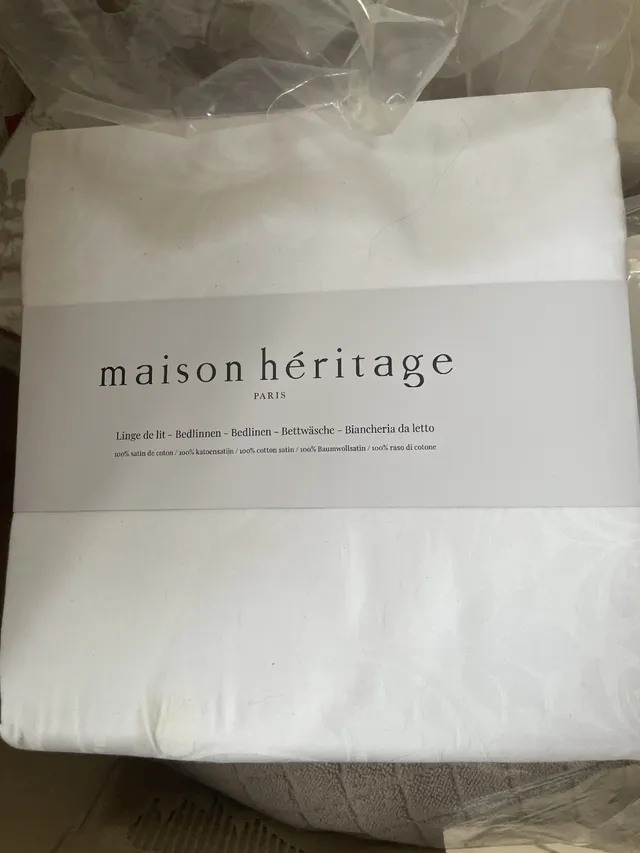 maison héritage
PARIS
Linge de lit - Bedlinnen - Bedlinen - Bettwäsche - Biancheria da letto
100% satin de coton / 100% katoensatijn / 100% cotton satin / 100% Baumwollsatin / 100% raso di cotone